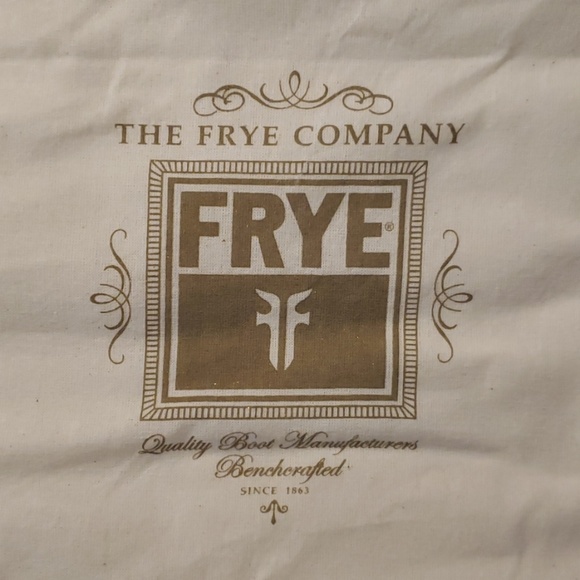 THE FRYE COMPANY
FRYE®
Quality Boot Manufacturers
Benchcrafted
SINCE 1863